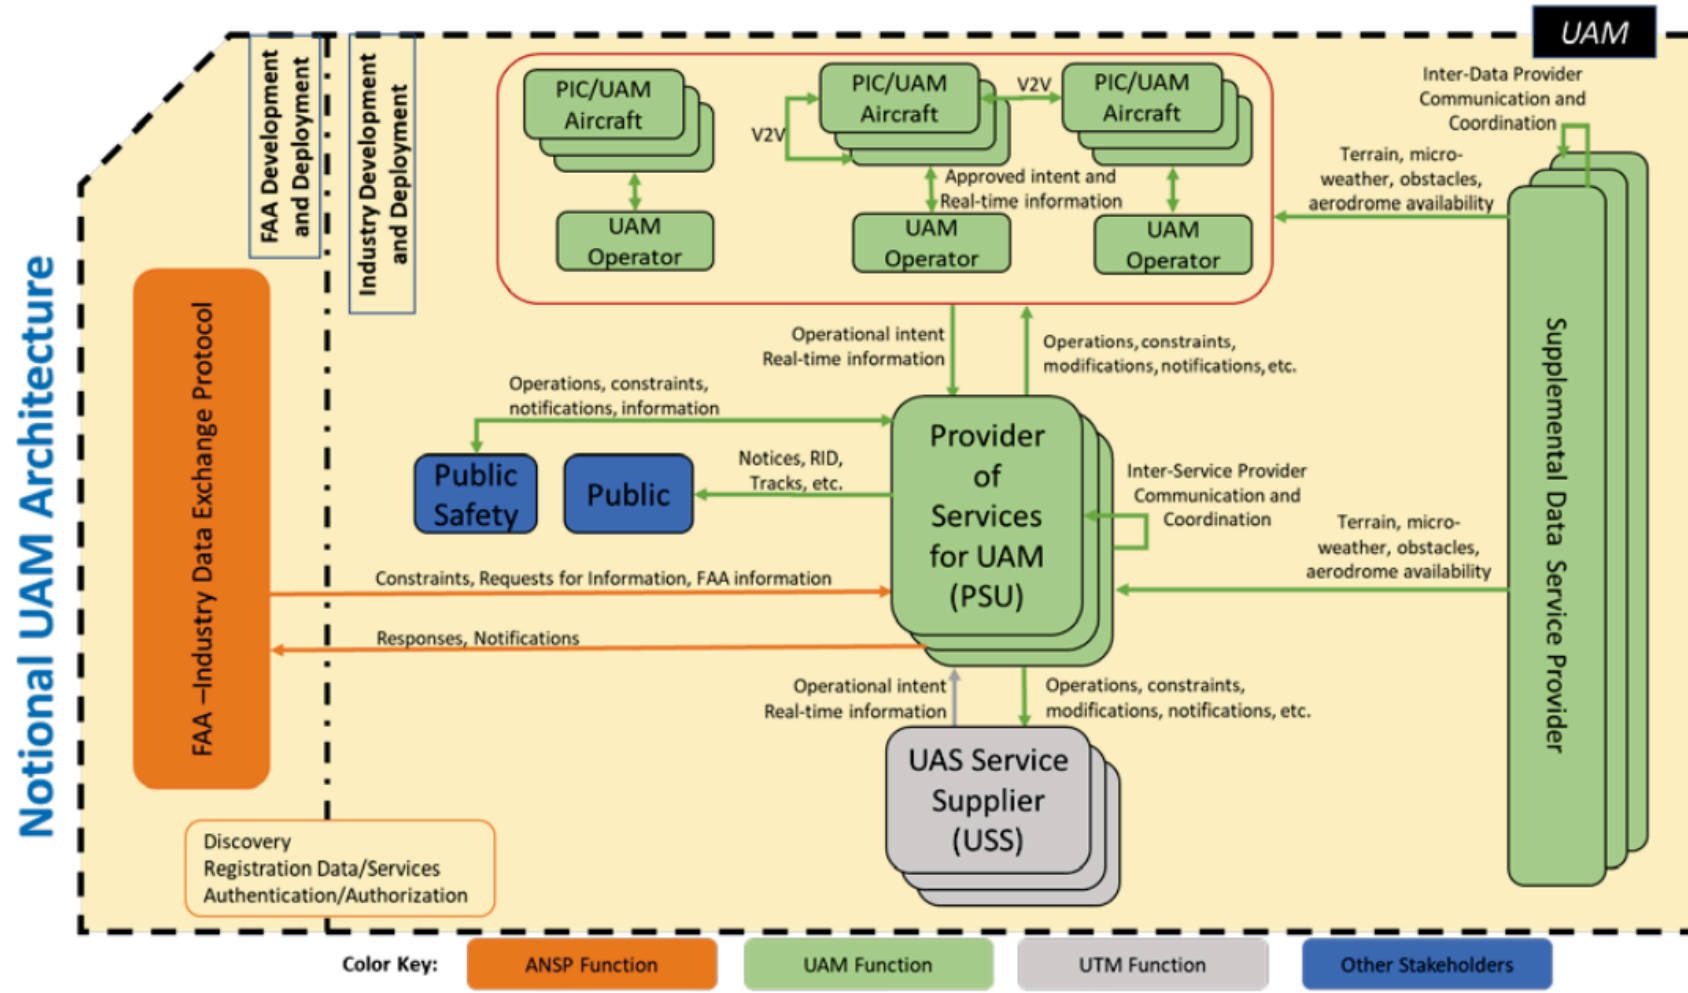 UAM
Notional UAM Architecture
FAA Development
and Deployment
Industry Development
and Deployment
PIC/UAM
Aircraft
V2V
PIC/UAM
Aircraft
V2V
PIC/UAM
Aircraft
Approved intent and
Real-time information
UAM
Operator
UAM
Operator
UAM
Operator
Inter-Data Provider
Communication and
Coordination
Terrain, micro-
weather, obstacles,
aerodrome availability
FAA –Industry Data Exchange Protocol
Operational intent
Real-time information
Operations, constraints,
modifications, notifications, etc.
Operations, constraints,
notifications, information
Public
Safety
Public
Notices, RID,
Tracks, etc.
Provider
of
Services
for UAM
(PSU)
Inter-Service Provider
Communication and
Coordination
Terrain, micro-
weather, obstacles,
aerodrome availability
Supplemental Data Service Provider
Constraints, Requests for Information, FAA information
Responses, Notifications
Operational intent
Real-time information
Operations, constraints,
modifications, notifications, etc.
UAS Service
Supplier
(USS)
Discovery
Registration Data/Services
Authentication/Authorization
Color Key:
ANSP Function
UAM Function
UTM Function
Other Stakeholders